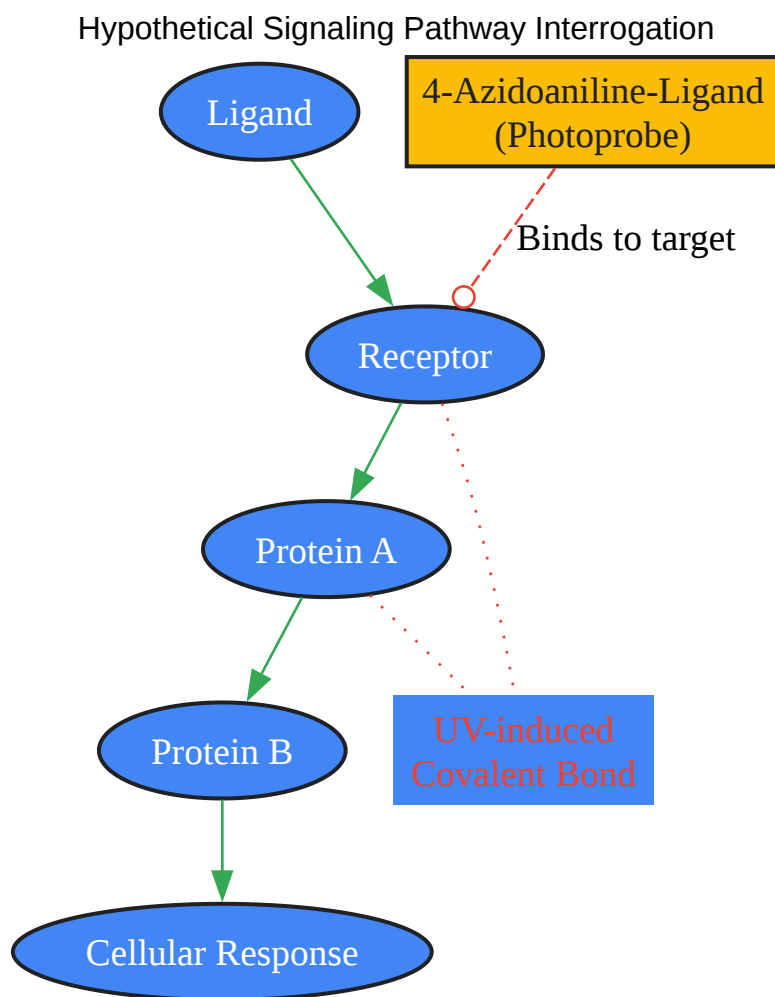 Hypothetical Signaling Pathway Interrogation
Ligand
4-Azidoaniline-Ligand
(Photoprobe)
Binds to target
Receptor
Protein A
UV-induced
Covalent Bond
Protein B
Cellular Response